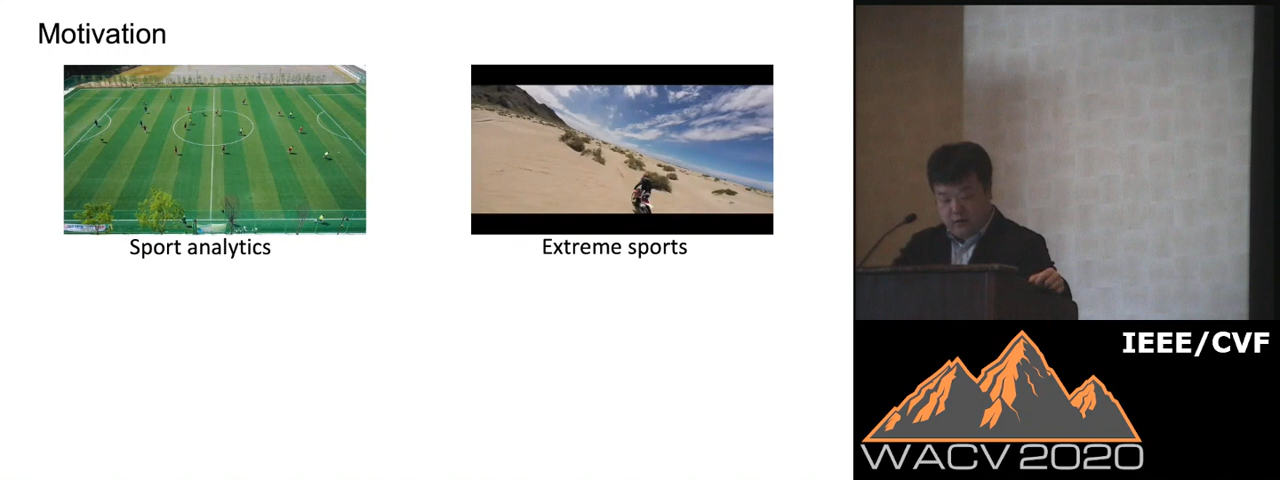 Motivation
Sport analytics
Extreme sports
IEEE/CVF
WACV 2020